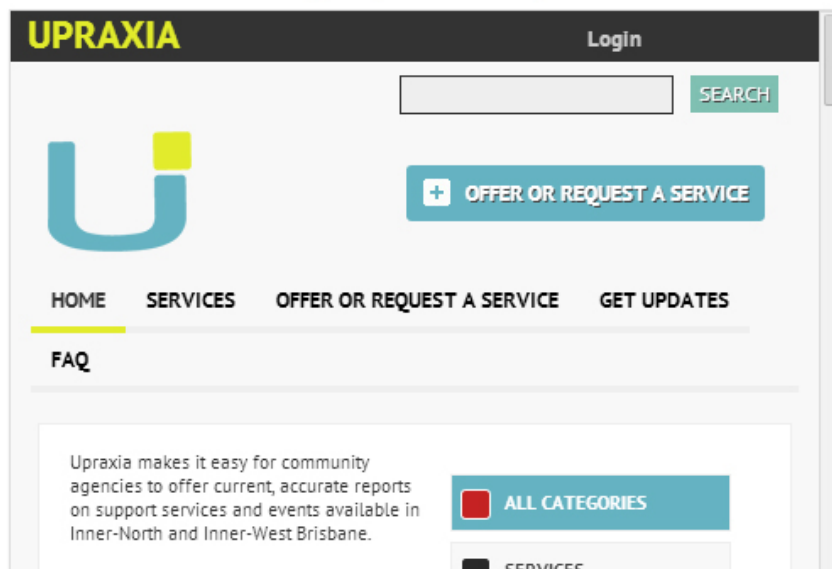 UPRAXIA
Login
SEARCH
OFFER OR REQUEST A SERVICE
HOME SERVICES OFFER OR REQUEST A SERVICE GET UPDATES
FAQ
Upraxia makes it easy for community
agencies to offer current, accurate reports
on support services and events available in
Inner-North and Inner-West Brisbane.
ALL CATEGORIES
SERVICES